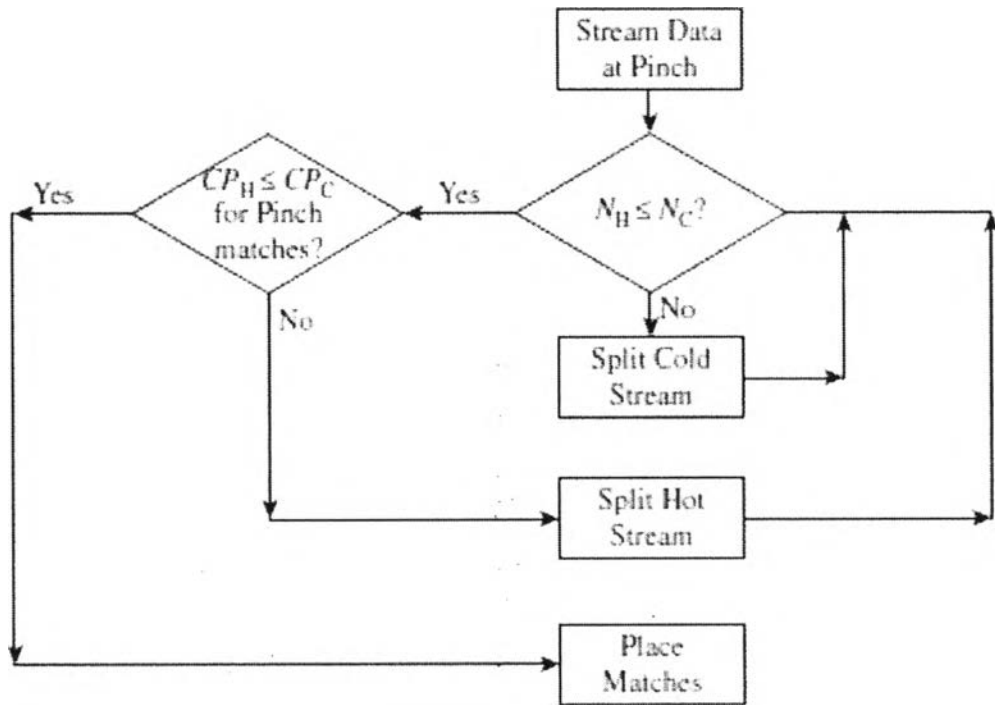 Stream Data
at Pinch
Yes
CP_H ≤ CP_C
for Pinch
matches?
Yes
N_H ≤ N_C?
No
No
Split Cold
Stream
Split Hot
Stream
Place
Matches